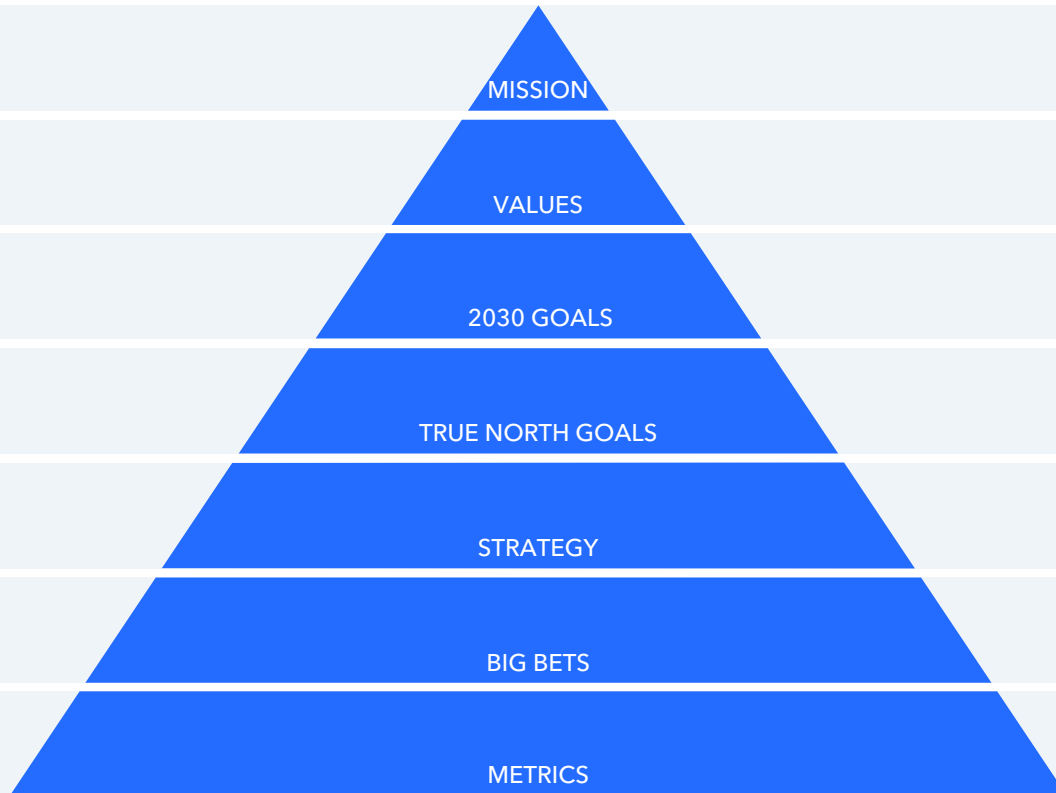 MISSION
VALUES
2030 GOALS
TRUE NORTH GOALS
STRATEGY
BIG BETS
METRICS